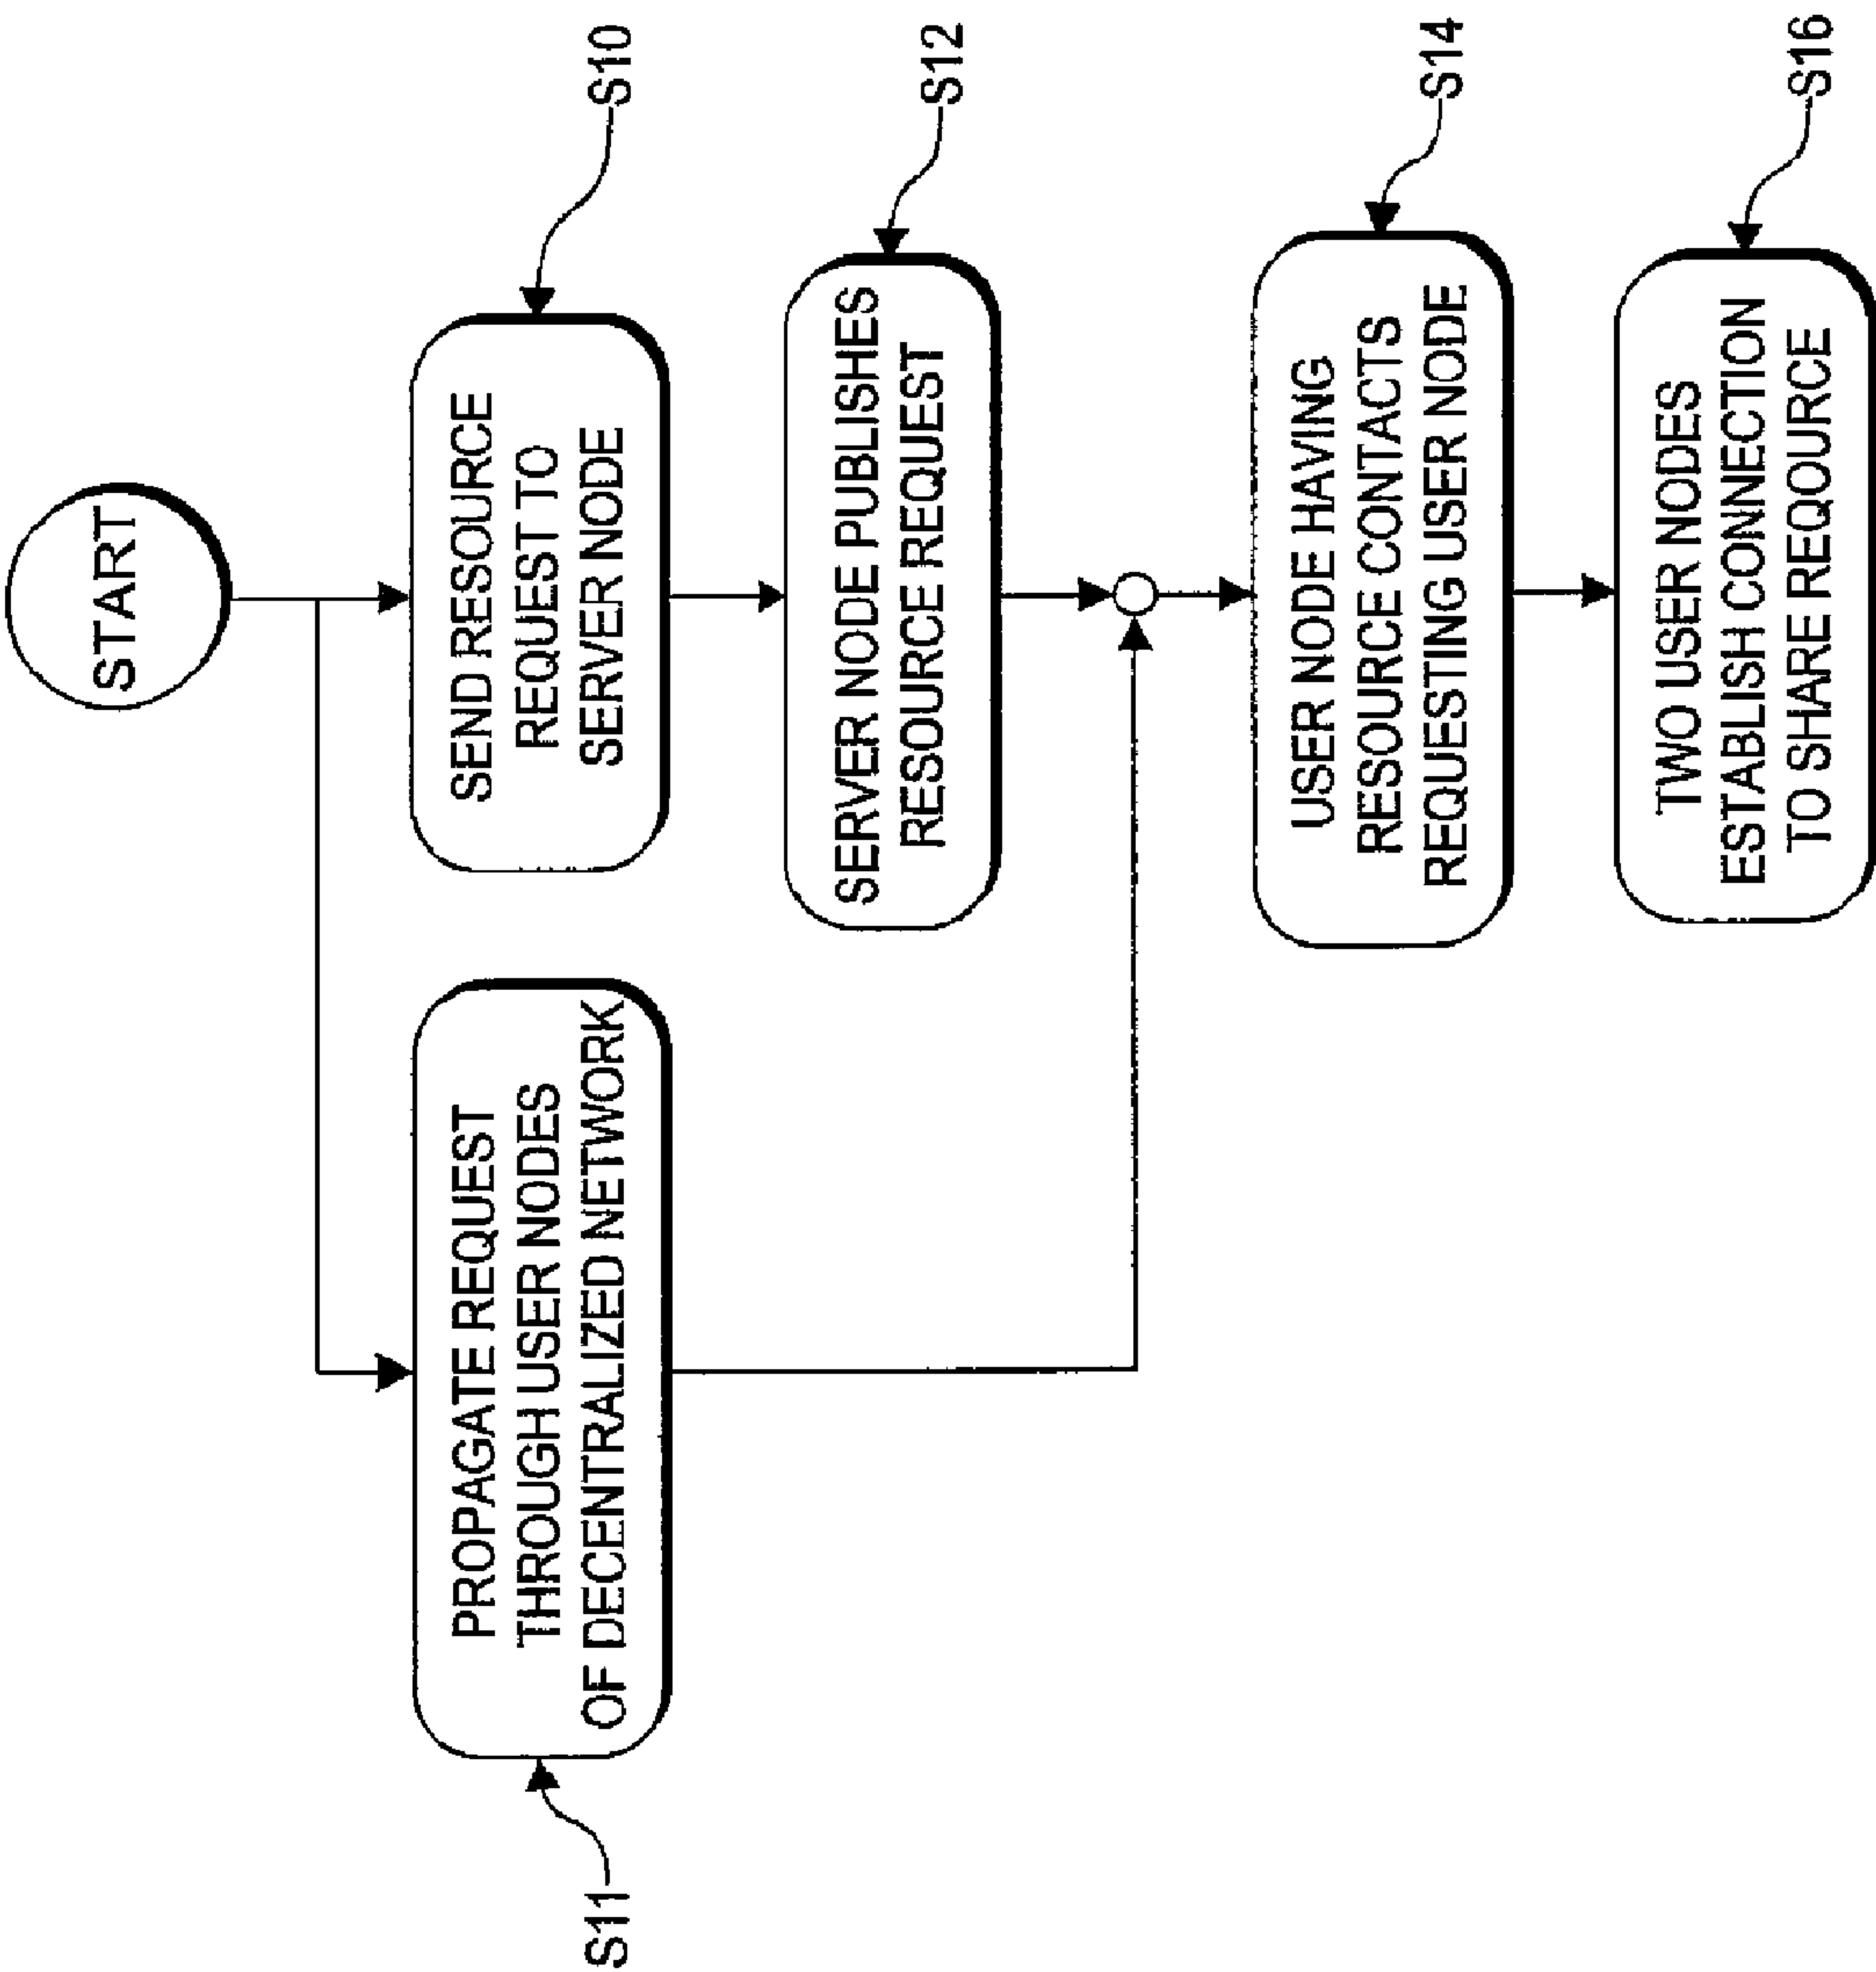 START
S11
PROPAGATE REQUEST
THROUGH USER NODES
OF DECENTRALIZED NETWORK
SEND RESOURCE
REQUEST TO
SERVER NODE
S10
SERVER NODE PUBLISHES
RESOURCE REQUEST
S12
USER NODE HAVING
RESOURCE CONTACTS
REQUESTING USER NODE
S14
TWO USER NODES
ESTABLISH CONNECTION
TO SHARE REQOURCE
S16